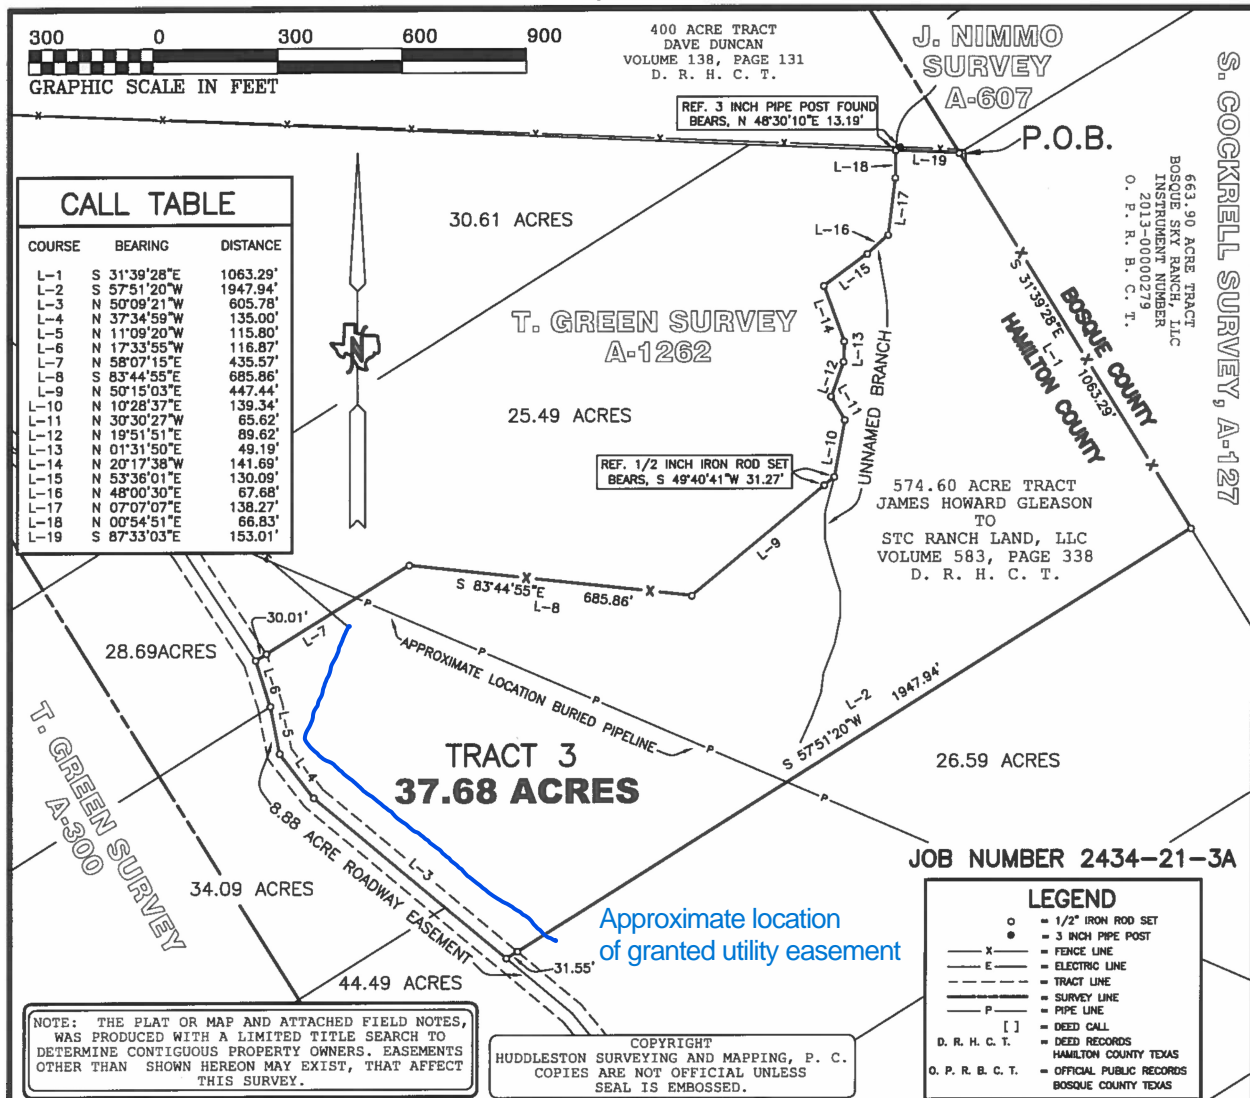 300 0 300 600 900
GRAPHIC SCALE IN FEET
400 ACRE TRACT
DAVE DUNCAN
VOLUME 138, PAGE 131
D. R. H. C. T.
J. NIMMO
SURVEY
A-607
S. COCKRELL SURVEY, A-127
REF. 3 INCH PIPE POST FOUND
BEARS, N 48°30'10"E 13.19'
P.O.B.
L-18
L-19
L-17
L-16
L-15
L-14
L-13
L-12
L-11
L-10
663.90 ACRE TRACT
BOSQUE SKY RANCH, LLC
INSTRUMENT NUMBER
2013-00000279
O. P. R. B. C. T.
CALL TABLE
COURSE BEARING DISTANCE
L-1 S 31°39'28"E 1063.29'
L-2 S 57°51'20"W 1947.94'
L-3 N 50°09'21"W 605.78'
L-4 N 37°34'59"W 135.00'
L-5 N 11°09'20"W 115.80'
L-6 N 17°33'55"W 116.87'
L-7 N 58°07'15"E 435.57'
L-8 S 83°44'55"E 685.86'
L-9 N 50°15'03"E 447.44'
L-10 N 10°28'37"E 139.34'
L-11 N 30°30'27"W 65.62'
L-12 N 19°51'51"E 89.62'
L-13 N 01°31'50"E 49.19'
L-14 N 20°17'38"W 141.69'
L-15 N 53°36'01"E 130.09'
L-16 N 48°00'30"E 67.68'
L-17 N 07°07'07"E 138.27'
L-18 N 00°54'51"E 66.83'
L-19 S 87°33'03"E 153.01'
N
30.61 ACRES
T. GREEN SURVEY
A-1262
25.49 ACRES
UNNAMED BRANCH
S 31°39'28"E L-1 1063.29'
BOSQUE COUNTY
HAMILTON COUNTY
REF. 1/2 INCH IRON ROD SET
BEARS, S 49°40'41"W 31.27'
574.60 ACRE TRACT
JAMES HOWARD GLEASON
TO
STC RANCH LAND, LLC
VOLUME 583, PAGE 338
D. R. H. C. T.
L-9
S 83°44'55"E 685.86'
L-8
E
30.01'
L-7
28.69ACRES
L-6
L-5
L-4
L-3
P
P
P
P
P
APPROXIMATE LOCATION BURIED PIPELINE
L-2
S 57°51'20"W 1947.94'
TRACT 3
37.68 ACRES
26.59 ACRES
T. GREEN SURVEY
A-300
8.88 ACRE ROADWAY EASEMENT
34.09 ACRES
44.49 ACRES
31.55'
Approximate location
of granted utility easement
JOB NUMBER 2434-21-3A
LEGEND
o = 1/2" IRON ROD SET
● = 3 INCH PIPE POST
X = FENCE LINE
E = ELECTRIC LINE
= TRACT LINE
= SURVEY LINE
P = PIPE LINE
[ ] = DEED CALL
D. R. H. C. T. = DEED RECORDS
HAMILTON COUNTY TEXAS
O. P. R. B. C. T. = OFFICIAL PUBLIC RECORDS
BOSQUE COUNTY TEXAS
NOTE: THE PLAT OR MAP AND ATTACHED FIELD NOTES,
WAS PRODUCED WITH A LIMITED TITLE SEARCH TO
DETERMINE CONTIGUOUS PROPERTY OWNERS. EASEMENTS
OTHER THAN SHOWN HEREON MAY EXIST, THAT AFFECT
THIS SURVEY.
COPYRIGHT
HUDDLESTON SURVEYING AND MAPPING, P. C.
COPIES ARE NOT OFFICIAL UNLESS
SEAL IS EMBOSSED.